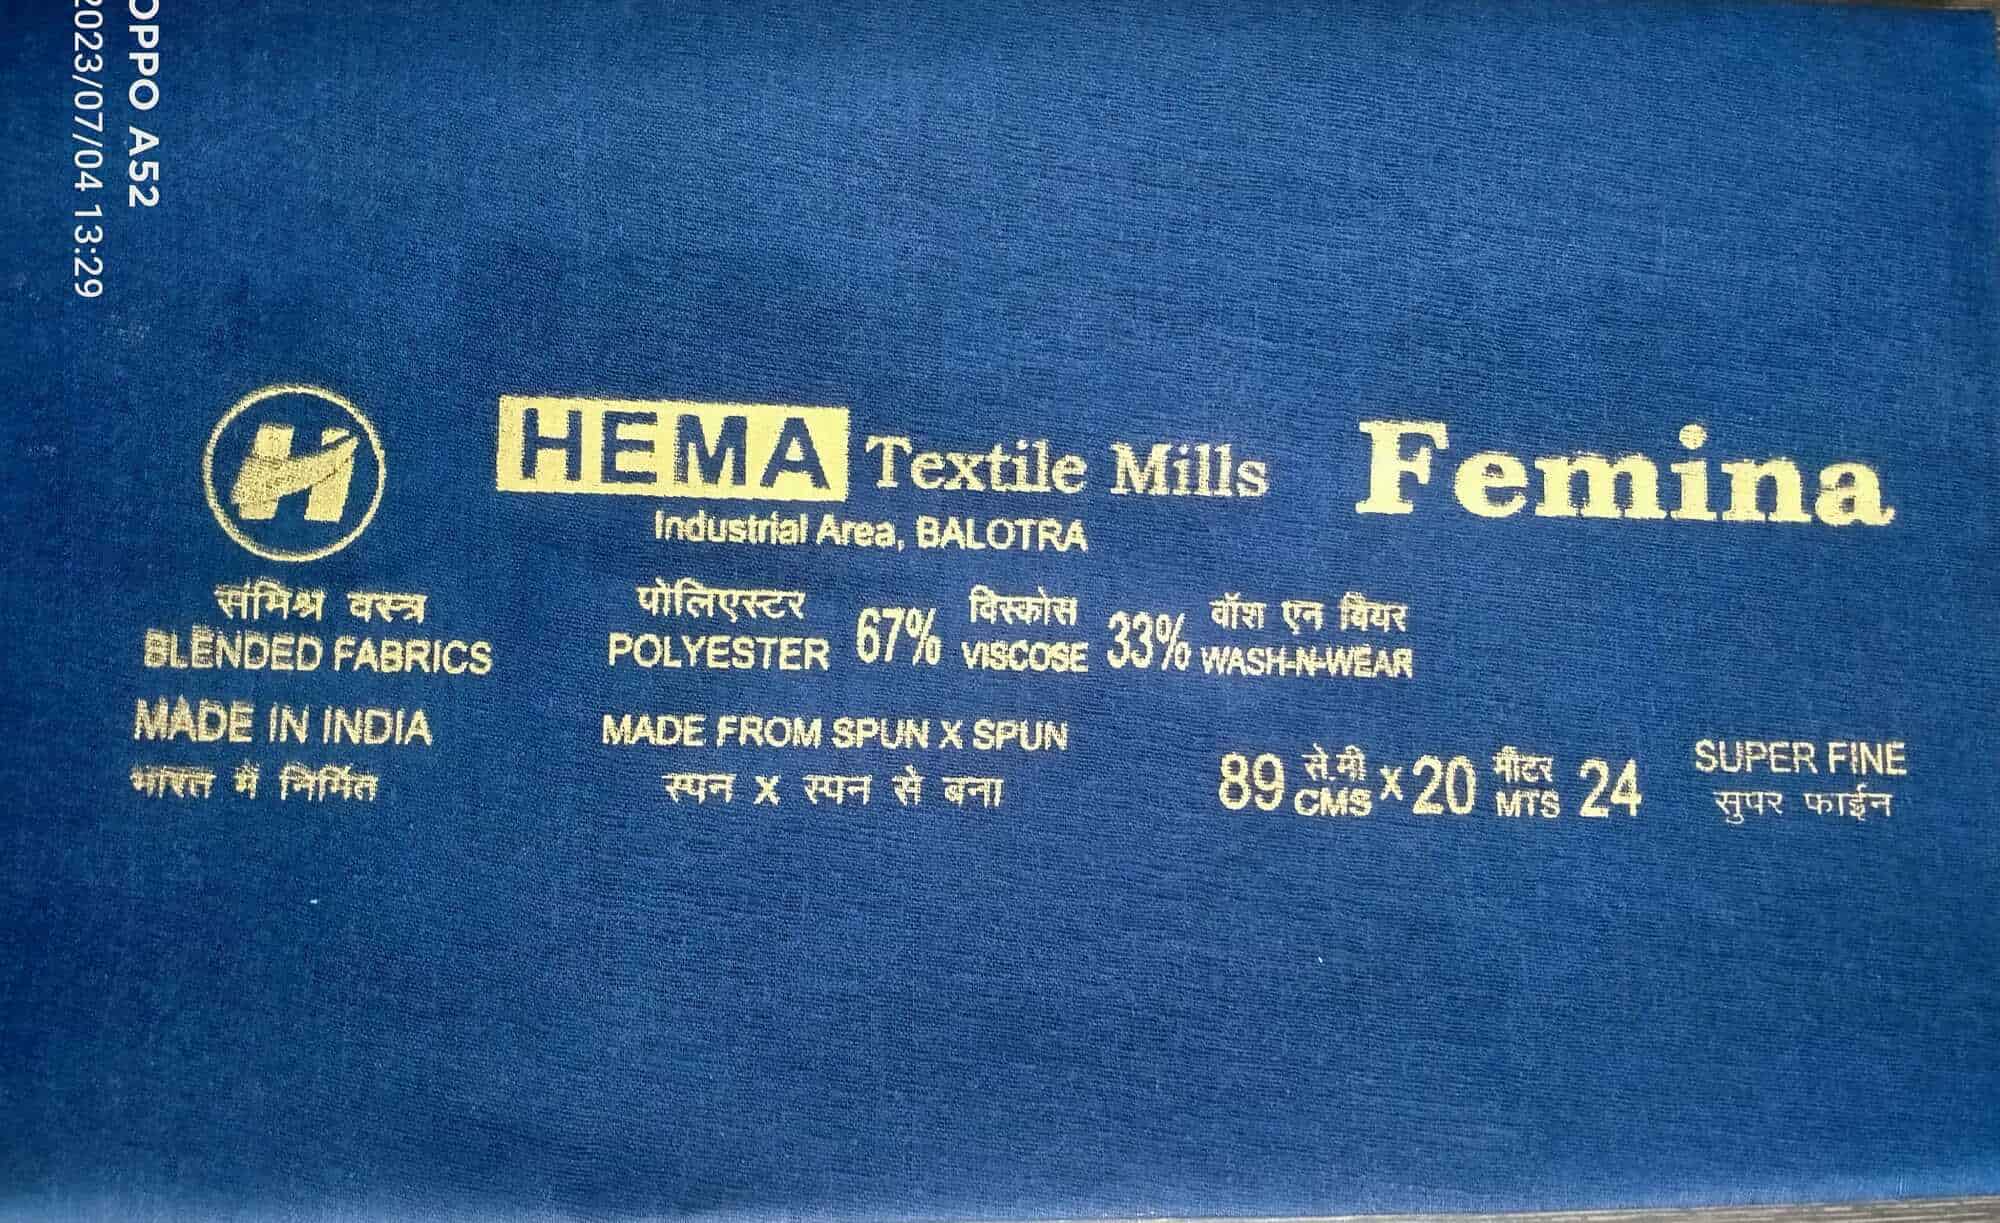 OPPO A52
2023/07/04 13:29
H
HEMA Textile Mills
Industrial Area, BALOTRA
Femina
संमिश्र वस्त्र
BLENDED FABRICS
पोलिएस्टर 67% विस्कोस 33% वॉश एन वियर
POLYESTER VISCOSE WASH-N-WEAR
MADE IN INDIA
भारत में निर्मित
MADE FROM SPUN X SPUN
स्पन X स्पन से बना
89 से.मी x 20 मीटर 24
CMS MTS
SUPER FINE
सुपर फाईन